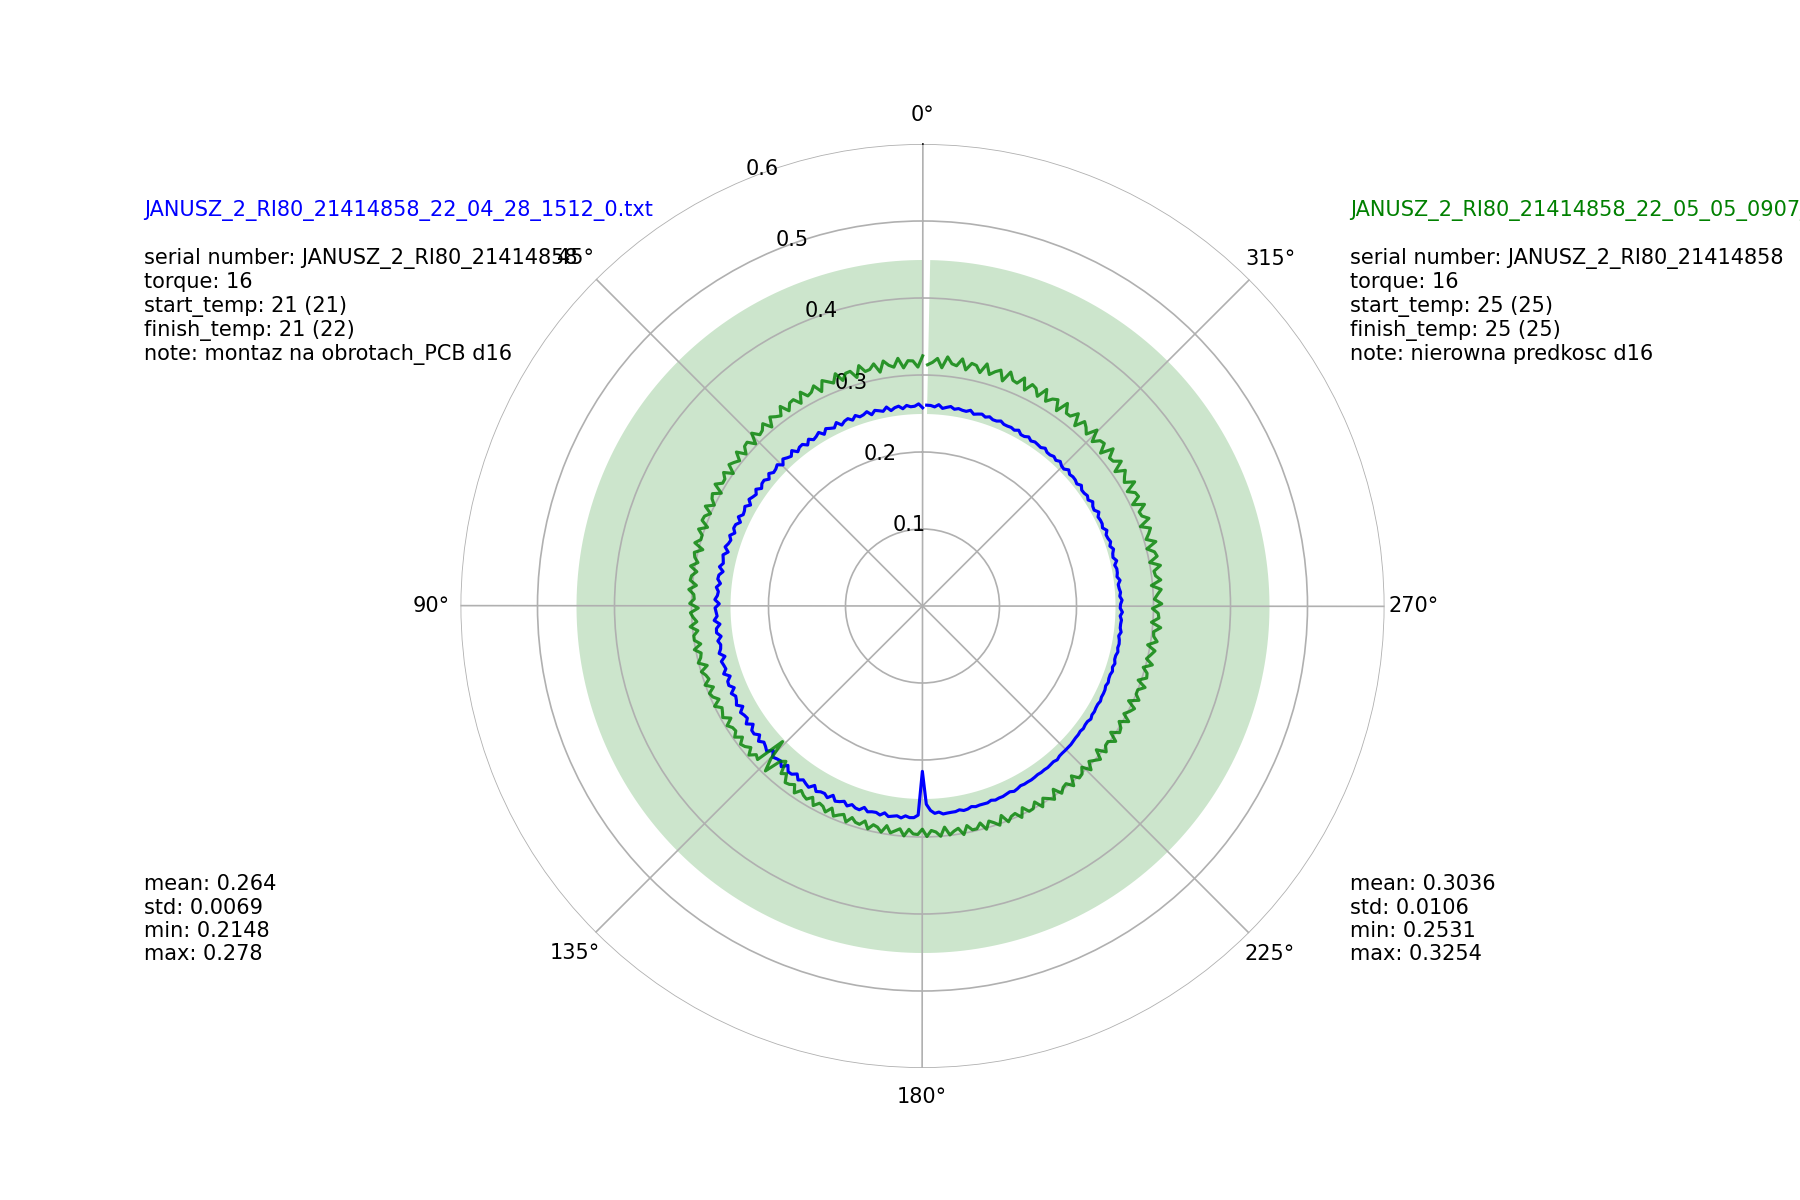 0°
0.6
JANUSZ_2_RI80_21414858_22_04_28_1512_0.txt
JANUSZ_2_RI80_21414858_22_05_05_0907
0.5
serial number: JANUSZ_2_RI80_21414858
45°
315°
serial number: JANUSZ_2_RI80_21414858
torque: 16
torque: 16
start_temp: 21 (21)
0.4
start_temp: 25 (25)
finish_temp: 21 (22)
finish_temp: 25 (25)
note: montaz na obrotach_PCB d16
note: nierowna predkosc d16
0.3
0.2
0.1
90°
270°
mean: 0.264
std: 0.0069
min: 0.2148
max: 0.278
mean: 0.3036
std: 0.0106
min: 0.2531
max: 0.3254
135°
225°
180°